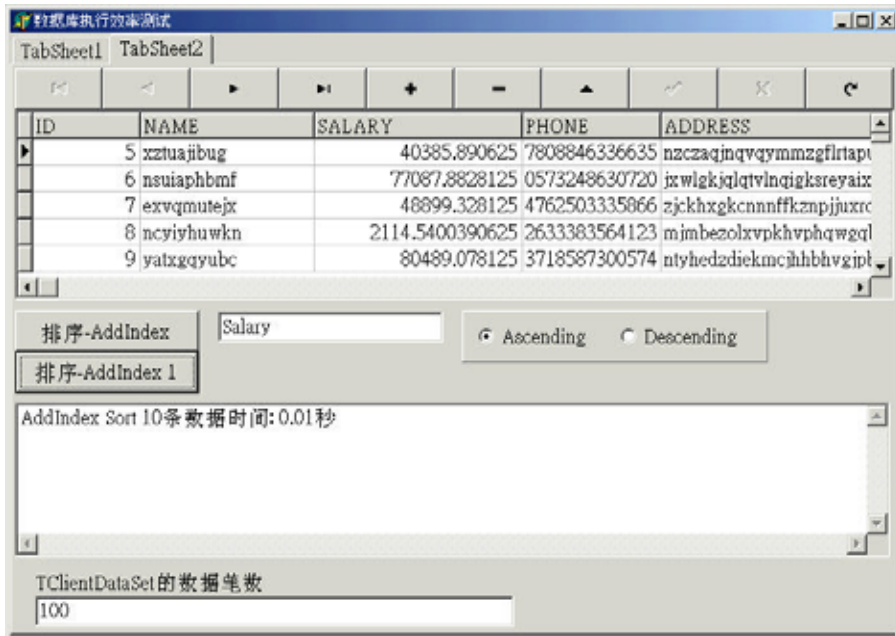 数据库执行效率测试
TabSheet1 TabSheet2
ID NAME SALARY PHONE ADDRESS
5 xztuajibug 40385.890625 7808846336635 nzczaqjnqvqymmzgflrtapu
6 nsuiaphbmf 77087.8828125 0573248630720 jxwlgkjqlqtvlnqigksreyaix
7 exvqmutejx 48899.328125 4762503335866 zjckhxgkcnnnffkznpjjuxrc
8 ncyiyhuwkn 2114.5400390625 2633383564123 mjmbezolxvpkhvphqwgql
9 yatxgqyubc 80489.078125 3718587300574 ntyhedzdiekmcjhhbhvgjpb
排序-AddIndex Salary Ascending Descending
排序-AddIndex 1
AddIndex Sort 10条数据时间: 0.01秒
TClientDataSet的数据笔数
100